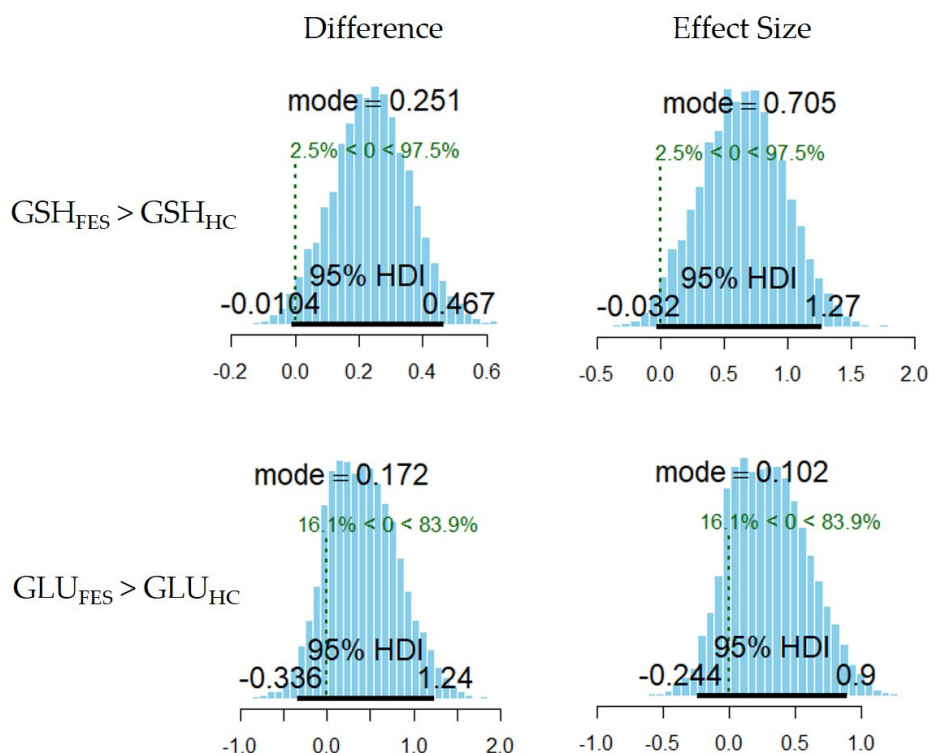 Difference Effect Size
mode = 0.251 mode = 0.705
2.5% < 0 < 97.5% 2.5% < 0 < 97.5%
GSHFES > GSHHC
95% HDI 95% HDI
-0.0104 0.467 -0.032 1.27
-0.2 0.0 0.2 0.4 0.6 -0.5 0.0 0.5 1.0 1.5 2.0
mode = 0.172 mode = 0.102
16.1% < 0 < 83.9% 16.1% < 0 < 83.9%
GLUFES > GLUHC
95% HDI 95% HDI
-0.336 1.24 -0.244 0.9
-1.0 0.0 1.0 2.0 -1.0 0.0 0.5 1.0